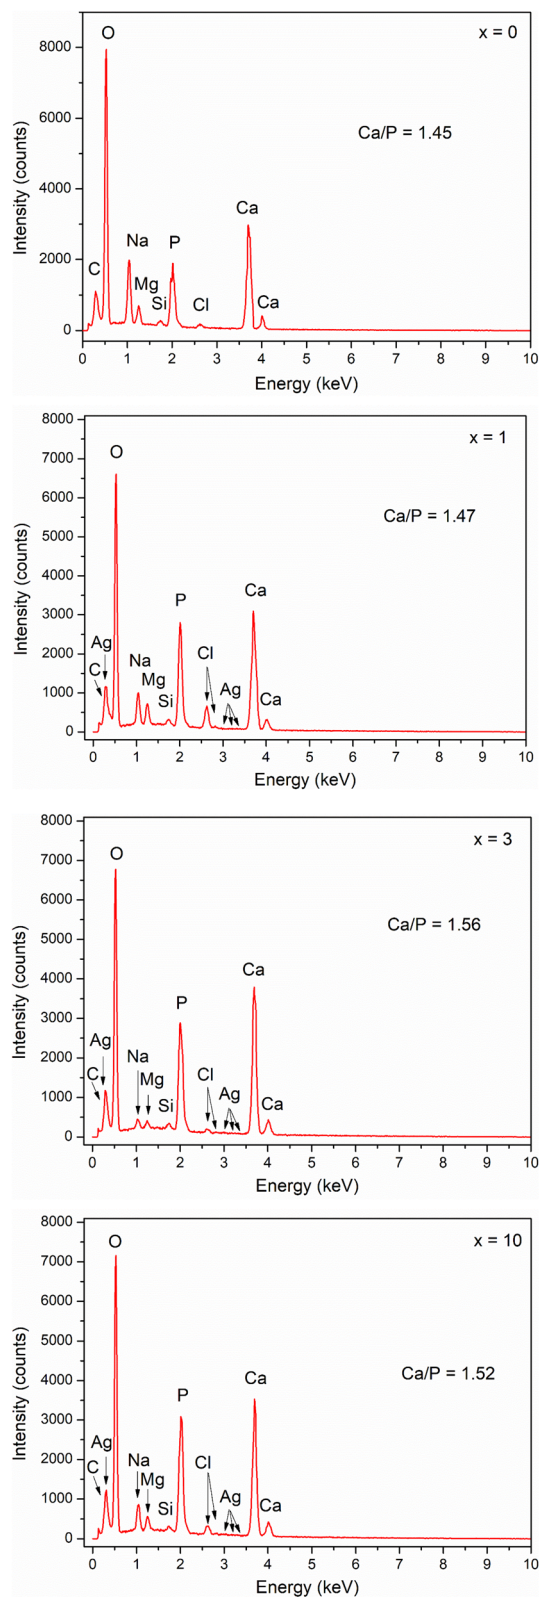 O
x = 0
8000
Ca/P = 1.45
6000
Intensity (counts)
4000
Ca
Na
P
2000
C
Mg
Si
Cl
Ca
0
0 1 2 3 4 5 6 7 8 9 10
Energy (keV)
8000
x = 1
7000
O
6000
Ca/P = 1.47
5000
Intensity (counts)
4000
Ca
P
3000
2000
Ag
Na
Cl
C
Mg
Ag
1000
Si
Ca
0
0 1 2 3 4 5 6 7 8 9 10
Energy (keV)
8000
x = 3
7000
O
6000
Ca/P = 1.56
5000
Intensity (counts)
Ca
4000
P
3000
Ag
2000
Na
C
Mg
Cl
Ag
1000
Si
Ca
0
0 1 2 3 4 5 6 7 8 9 10
Energy (keV)
8000
O
x = 10
7000
6000
5000
Ca/P = 1.52
Intensity (counts)
4000
P
Ca
3000
Ag
2000
Na
Cl
C
Mg
Ag
1000
Si
Ca
0
0 1 2 3 4 5 6 7 8 9 10
Energy (keV)